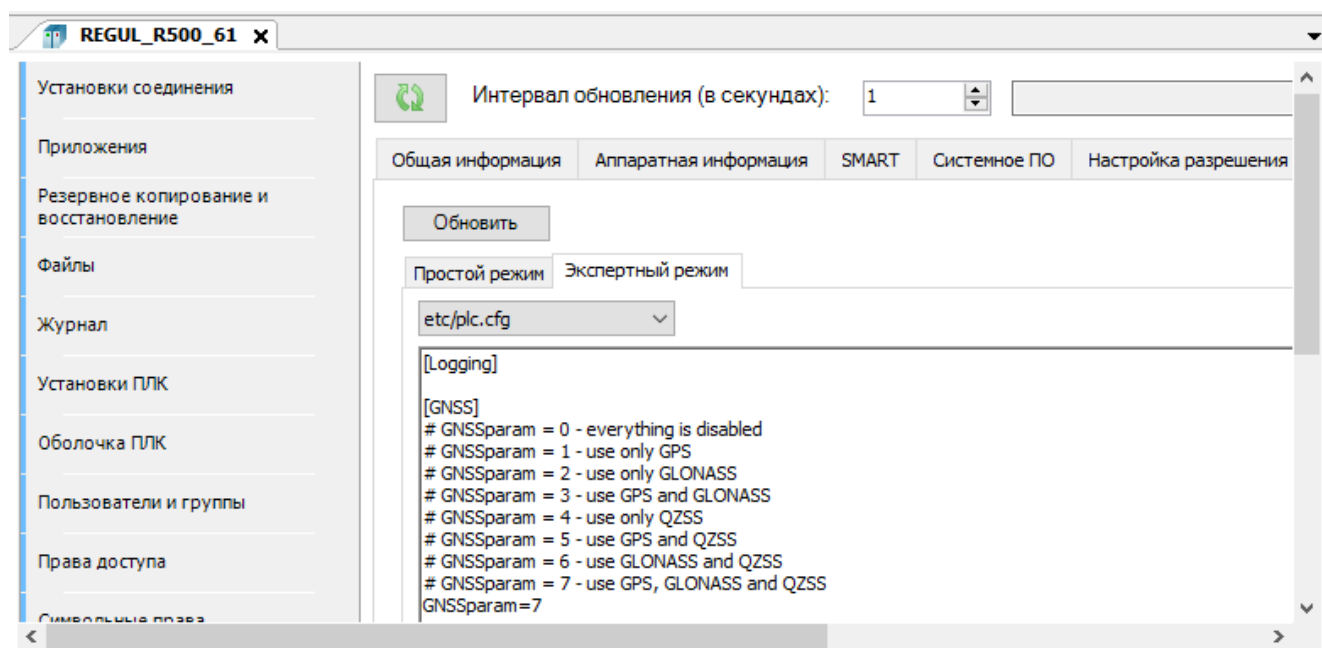 REGUL_R500_61
Установки соединения
Приложения
Резервное копирование и
восстановление
Файлы
Журнал
Установки ПЛК
Оболочка ПЛК
Пользователи и группы
Права доступа
Символьные права
Интервал обновления (в секундах): 1
Общая информация Аппаратная информация SMART Системное ПО Настройка разрешения
Обновить
Простой режим Экспертный режим
etc/plc.cfg
[Logging]
[GNSS]
# GNSSparam = 0 - everything is disabled
# GNSSparam = 1 - use only GPS
# GNSSparam = 2 - use only GLONASS
# GNSSparam = 3 - use GPS and GLONASS
# GNSSparam = 4 - use only QZSS
# GNSSparam = 5 - use GPS and QZSS
# GNSSparam = 6 - use GLONASS and QZSS
# GNSSparam = 7 - use GPS, GLONASS and QZSS
GNSSparam=7